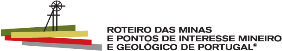 ROTEIRO DAS MINAS
E PONTOS DE INTERESSE MINEIRO
E GEOLÓGICO DE PORTUGAL®